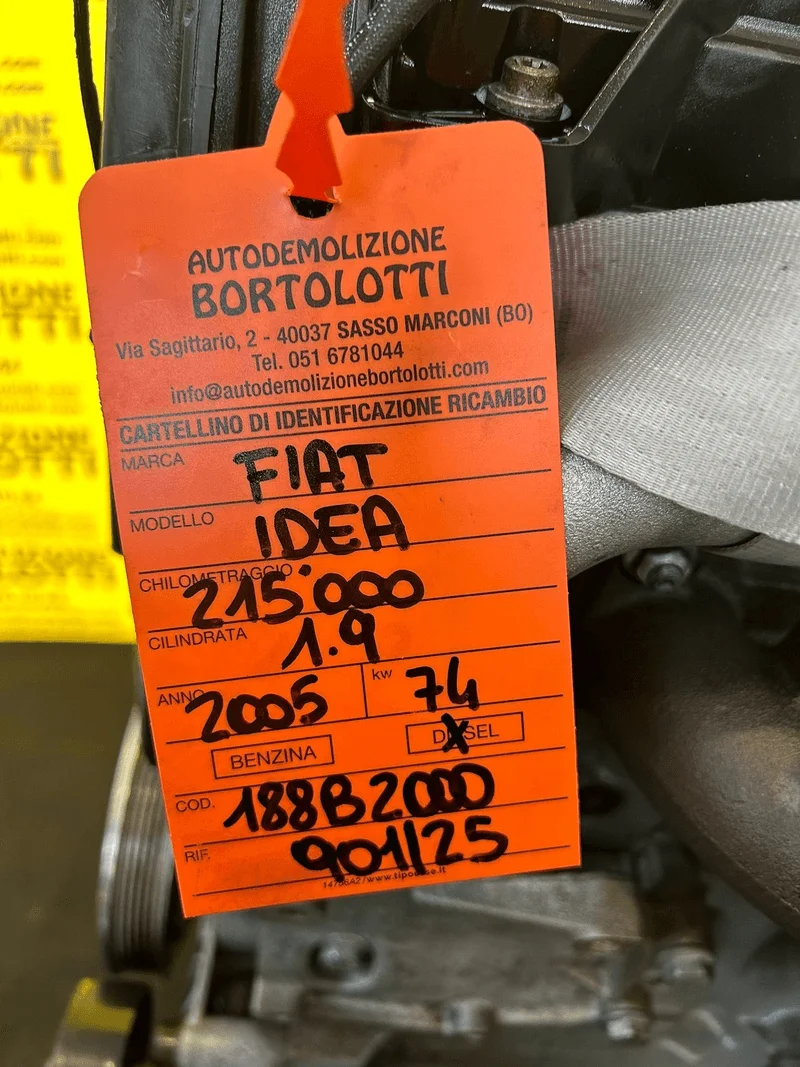 AUTODEMOLIZIONE
BORTOLOTTI
Via Sagittario, 2 - 40037 SASSO MARCONI (BO)
Tel. 051 6781044
info@autodemolizionebortolotti.com
CARTELLINO DI IDENTIFICAZIONE RICAMBIO
MARCA FIAT
MODELLO IDEA
CHILOMETRAGGIO 215'000
CILINDRATA 1.9
ANNO 2005 kw 74
BENZINA DIESEL
COD. 188B2000
RIF. 901/25